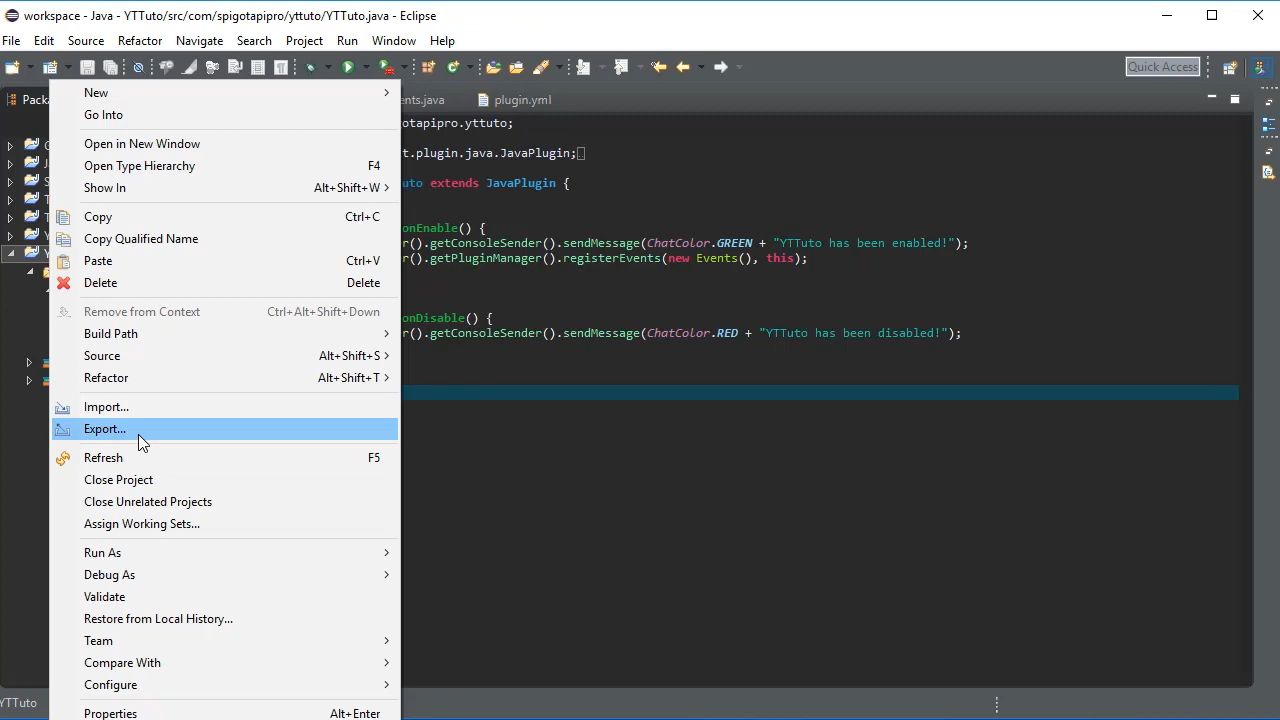 workspace - Java - YTTuto/src/com/spigotapipro/yttuto/YTTuto.java - Eclipse
File Edit Source Refactor Navigate Search Project Run Window Help
Quick Access
Pack
ents.java
plugin.yml
New
Go Into
Open in New Window
Open Type Hierarchy F4
Show In Alt+Shift+W
Copy Ctrl+C
Copy Qualified Name
Paste Ctrl+V
Delete Delete
Remove from Context Ctrl+Alt+Shift+Down
Build Path
Source Alt+Shift+S
Refactor Alt+Shift+T
Import...
Export...
Refresh F5
Close Project
Close Unrelated Projects
Assign Working Sets...
Run As
Debug As
Validate
Restore from Local History...
Team
Compare With
Configure
Properties Alt+Enter
otapipro.yttuto;
t.plugin.java.JavaPlugin;
uto extends JavaPlugin {
onEnable() {
r().getConsoleSender().sendMessage(ChatColor.GREEN + "YTTuto has been enabled!");
r().getPluginManager().registerEvents(new Events(), this);
onDisable() {
r().getConsoleSender().sendMessage(ChatColor.RED + "YTTuto has been disabled!");
YTTuto